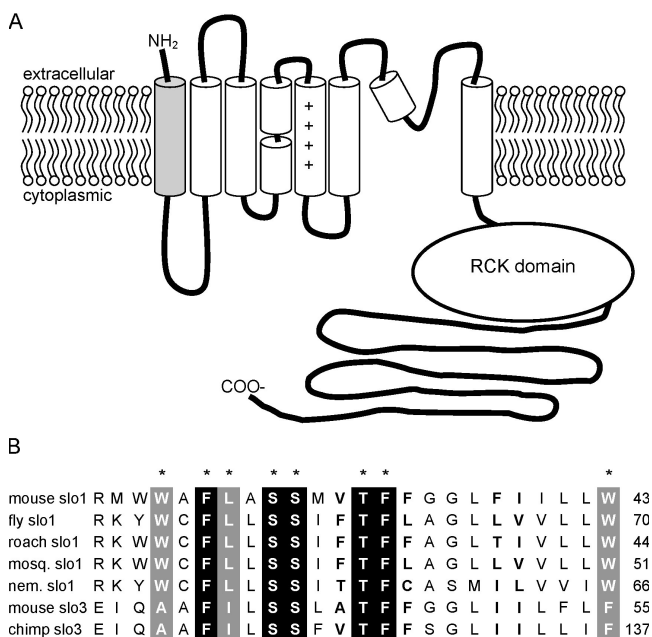 A
NH₂
extracellular
+
+
+
+
cytoplasmic
RCK domain
COO-
B
* * * * * * * *
mouse slo1 R M W W A F L A S S M V T F F G G L F I I L L W 43
fly slo1 R K Y W C F L L S S I F T F L A G L L V V L L W 70
roach slo1 R K Y W C F L L S S I F T F F A G L T I V L L W 44
mosq. slo1 R K Y W C F L L S S I F T F L A G L L V V L L W 51
nem. slo1 R K Y W C F L L S S I T T F C A S M I L V V I W 66
mouse slo3 E I Q A A F I S S S L A T F F G G L I I L F L F 55
chimp slo3 E I Q A A F I S S S F V T F F G G L I I L L I F 137